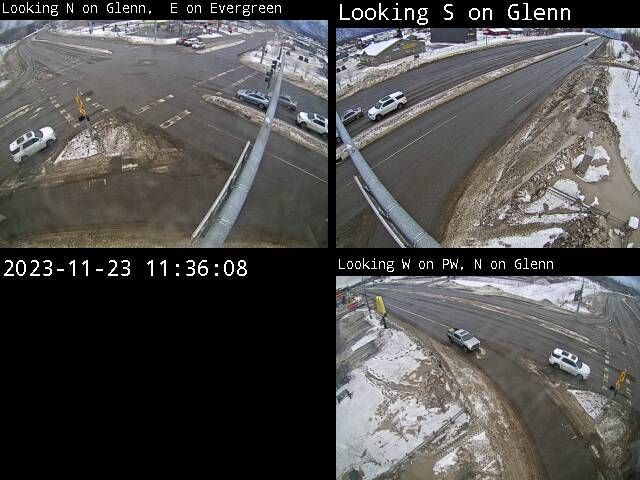 Looking N on Glenn,  E on Evergreen
Looking S on Glenn
2023-11-23 11:36:08
Looking W on PW, N on Glenn